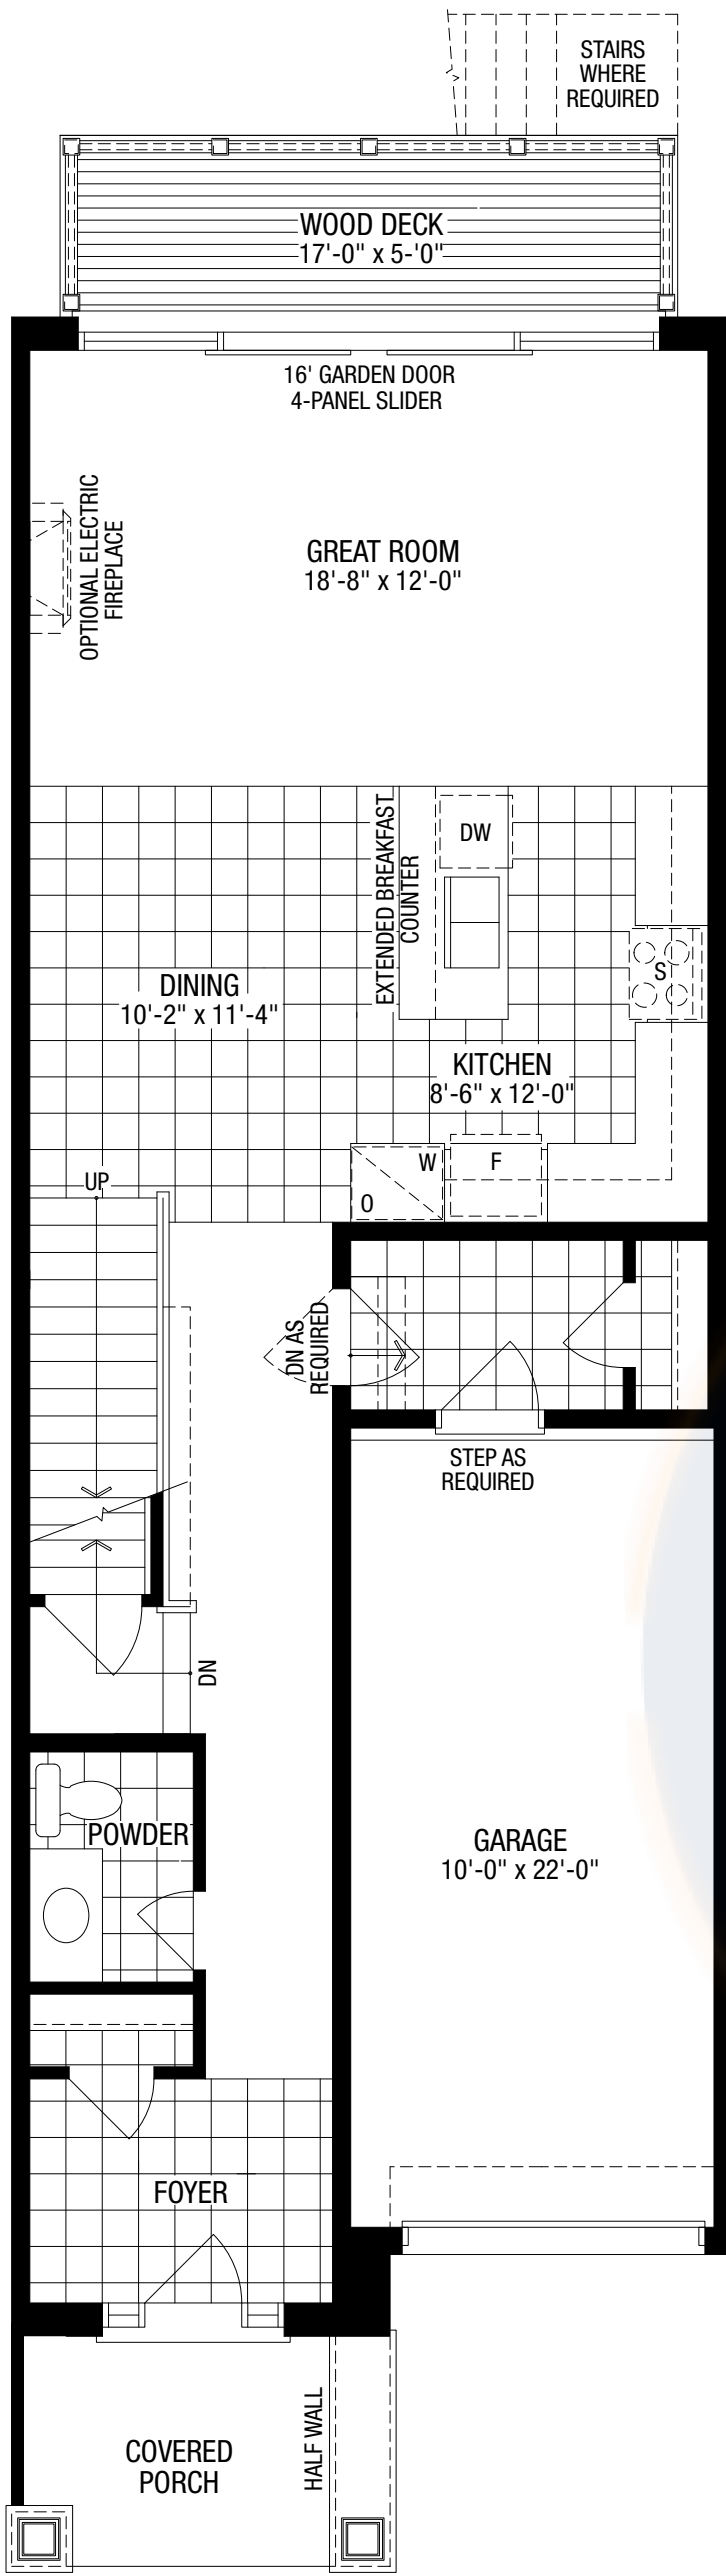 STAIRS
WHERE
REQUIRED
WOOD DECK
17'-0" x 5-'0"
16' GARDEN DOOR
4-PANEL SLIDER
OPTIONAL ELECTRIC
FIREPLACE
GREAT ROOM
18'-8" x 12'-0"
EXTENDED BREAKFAST
COUNTER
DW
S
DINING
10'-2" x 11'-4"
KITCHEN
8'-6" x 12'-0"
W
F
O
UP
DN AS
REQUIRED
STEP AS
REQUIRED
DN
POWDER
GARAGE
10'-0" x 22'-0"
FOYER
HALF WALL
COVERED
PORCH